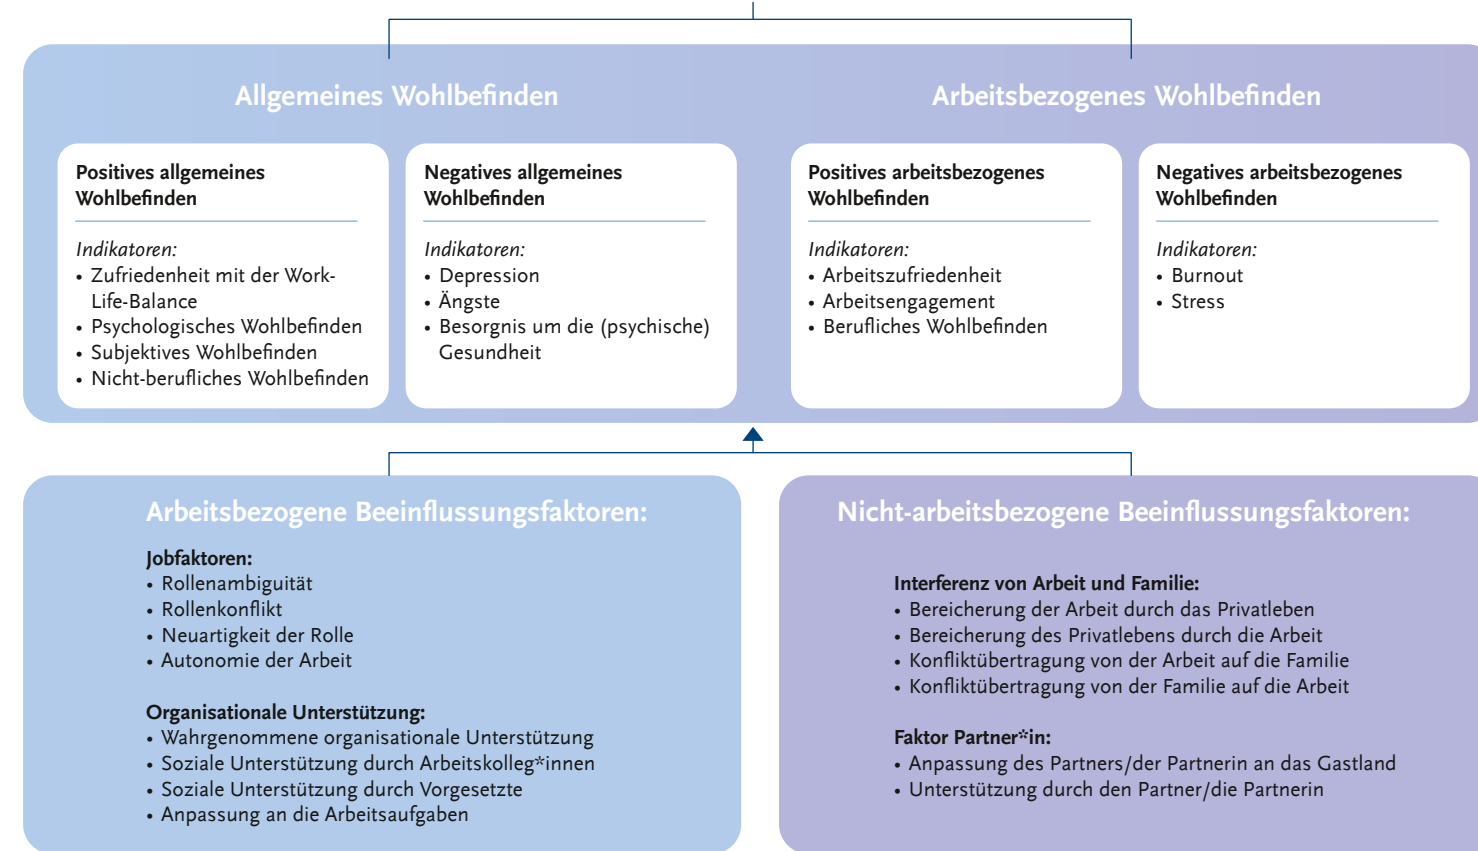 Allgemeines Wohlbefinden
Positives allgemeines
Wohlbefinden
Indikatoren:
• Zufriedenheit mit der Work-
Life-Balance
• Psychologisches Wohlbefinden
• Subjektives Wohlbefinden
• Nicht-berufliches Wohlbefinden
Negatives allgemeines
Wohlbefinden
Indikatoren:
• Depression
• Ängste
• Besorgnis um die (psychische)
Gesundheit
Arbeitsbezogenes Wohlbefinden
Positives arbeitsbezogenes
Wohlbefinden
Indikatoren:
• Arbeitszufriedenheit
• Arbeitsengagement
• Berufliches Wohlbefinden
Negatives arbeitsbezogenes
Wohlbefinden
Indikatoren:
• Burnout
• Stress
Arbeitsbezogene Beeinflussungsfaktoren:
Jobfaktoren:
• Rollenambiguität
• Rollenkonflikt
• Neuartigkeit der Rolle
• Autonomie der Arbeit
Organisationale Unterstützung:
• Wahrgenommene organisationale Unterstützung
• Soziale Unterstützung durch Arbeitskolleg*innen
• Soziale Unterstützung durch Vorgesetzte
• Anpassung an die Arbeitsaufgaben
Nicht-arbeitsbezogene Beeinflussungsfaktoren:
Interferenz von Arbeit und Familie:
• Bereicherung der Arbeit durch das Privatleben
• Bereicherung des Privatlebens durch die Arbeit
• Konfliktübertragung von der Arbeit auf die Familie
• Konfliktübertragung von der Familie auf die Arbeit
Faktor Partner*in:
• Anpassung des Partners/der Partnerin an das Gastland
• Unterstützung durch den Partner/die Partnerin